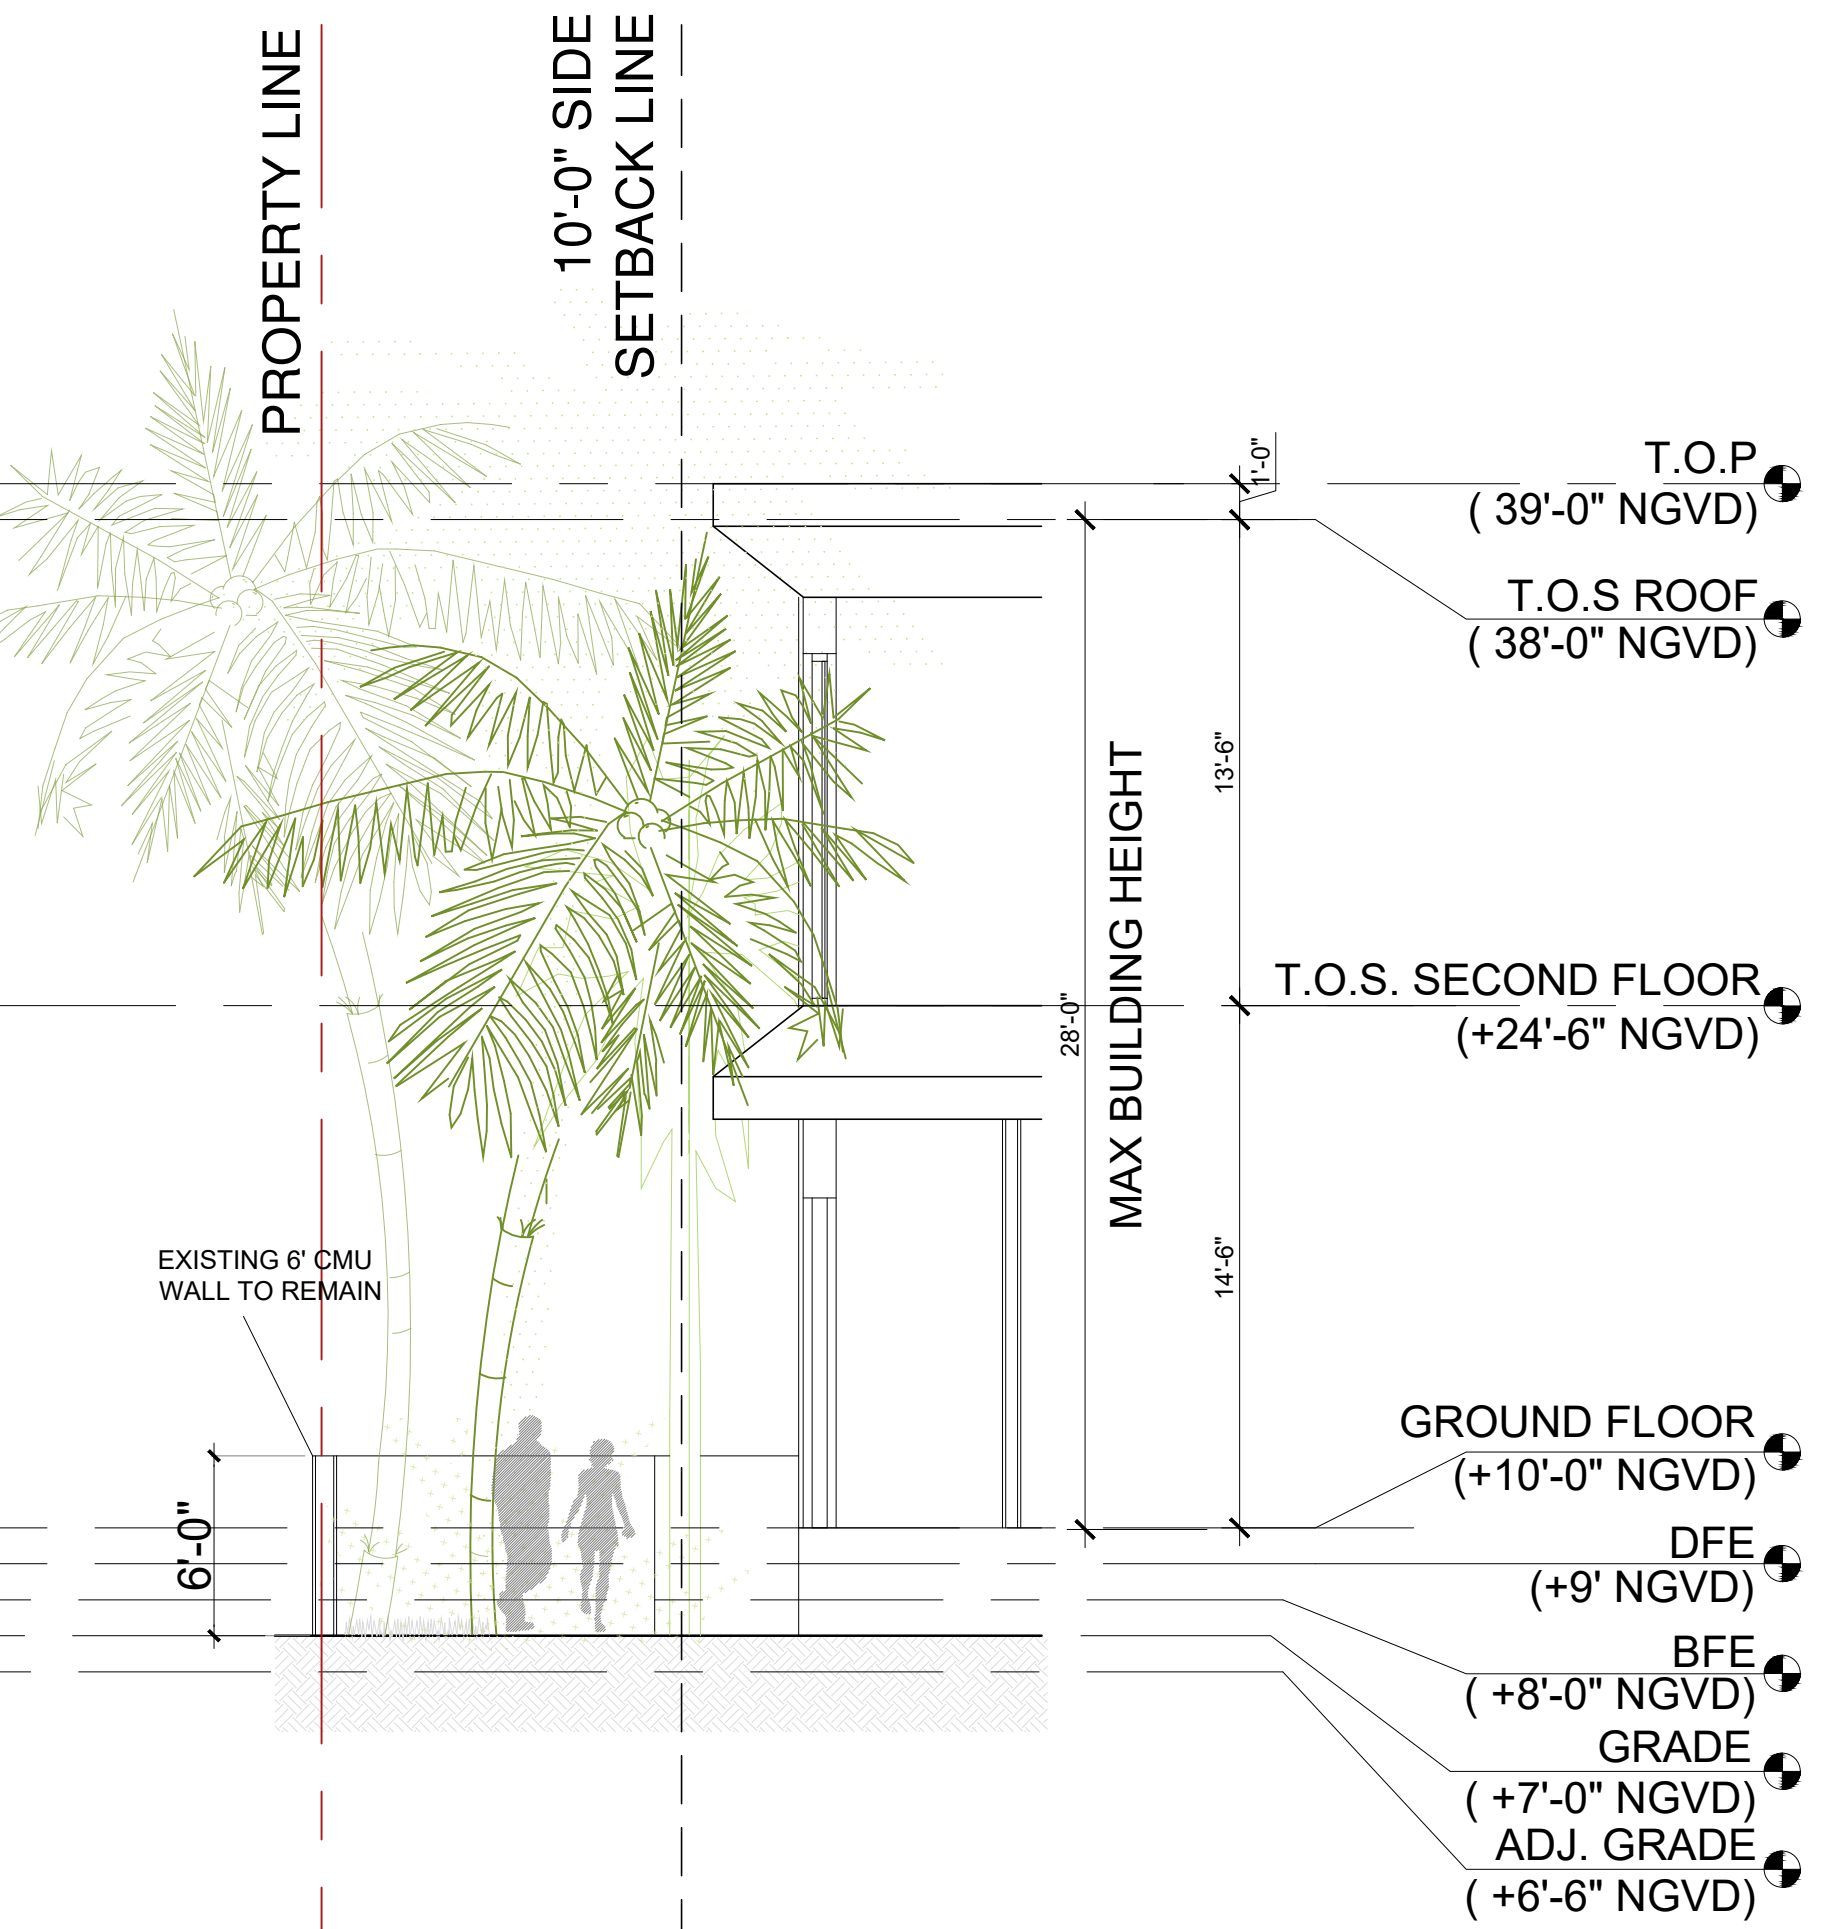 PROPERTY LINE
10'-0" SIDE
SETBACK LINE
1'-0"
T.O.P
( 39'-0" NGVD)
T.O.S ROOF
( 38'-0" NGVD)
13'-6"
MAX BUILDING HEIGHT
28'-0"
T.O.S. SECOND FLOOR
(+24'-6" NGVD)
14'-6"
EXISTING 6' CMU
WALL TO REMAIN
6'-0"
GROUND FLOOR
(+10'-0" NGVD)
DFE
(+9' NGVD)
BFE
( +8'-0" NGVD)
GRADE
( +7'-0" NGVD)
ADJ. GRADE
( +6'-6" NGVD)